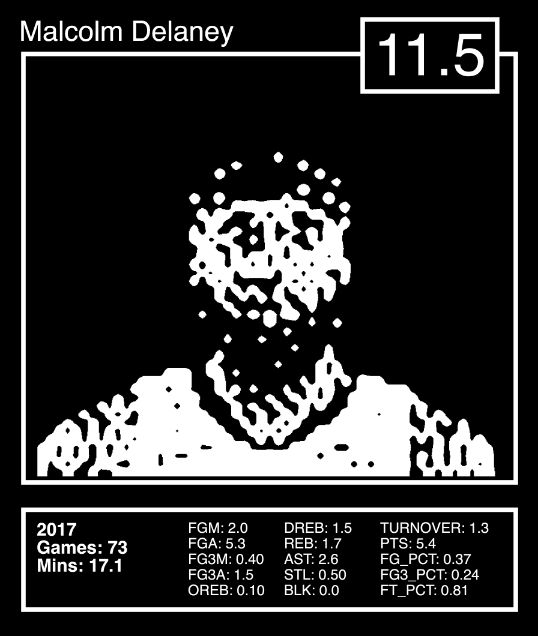 Malcolm Delaney
11.5
2017
Games: 73
Mins: 17.1
FGM: 2.0
FGA: 5.3
FG3M: 0.40
FG3A: 1.5
OREB: 0.10
DREB: 1.5
REB: 1.7
AST: 2.6
STL: 0.50
BLK: 0.0
TURNOVER: 1.3
PTS: 5.4
FG_PCT: 0.37
FG3_PCT: 0.24
FT_PCT: 0.81